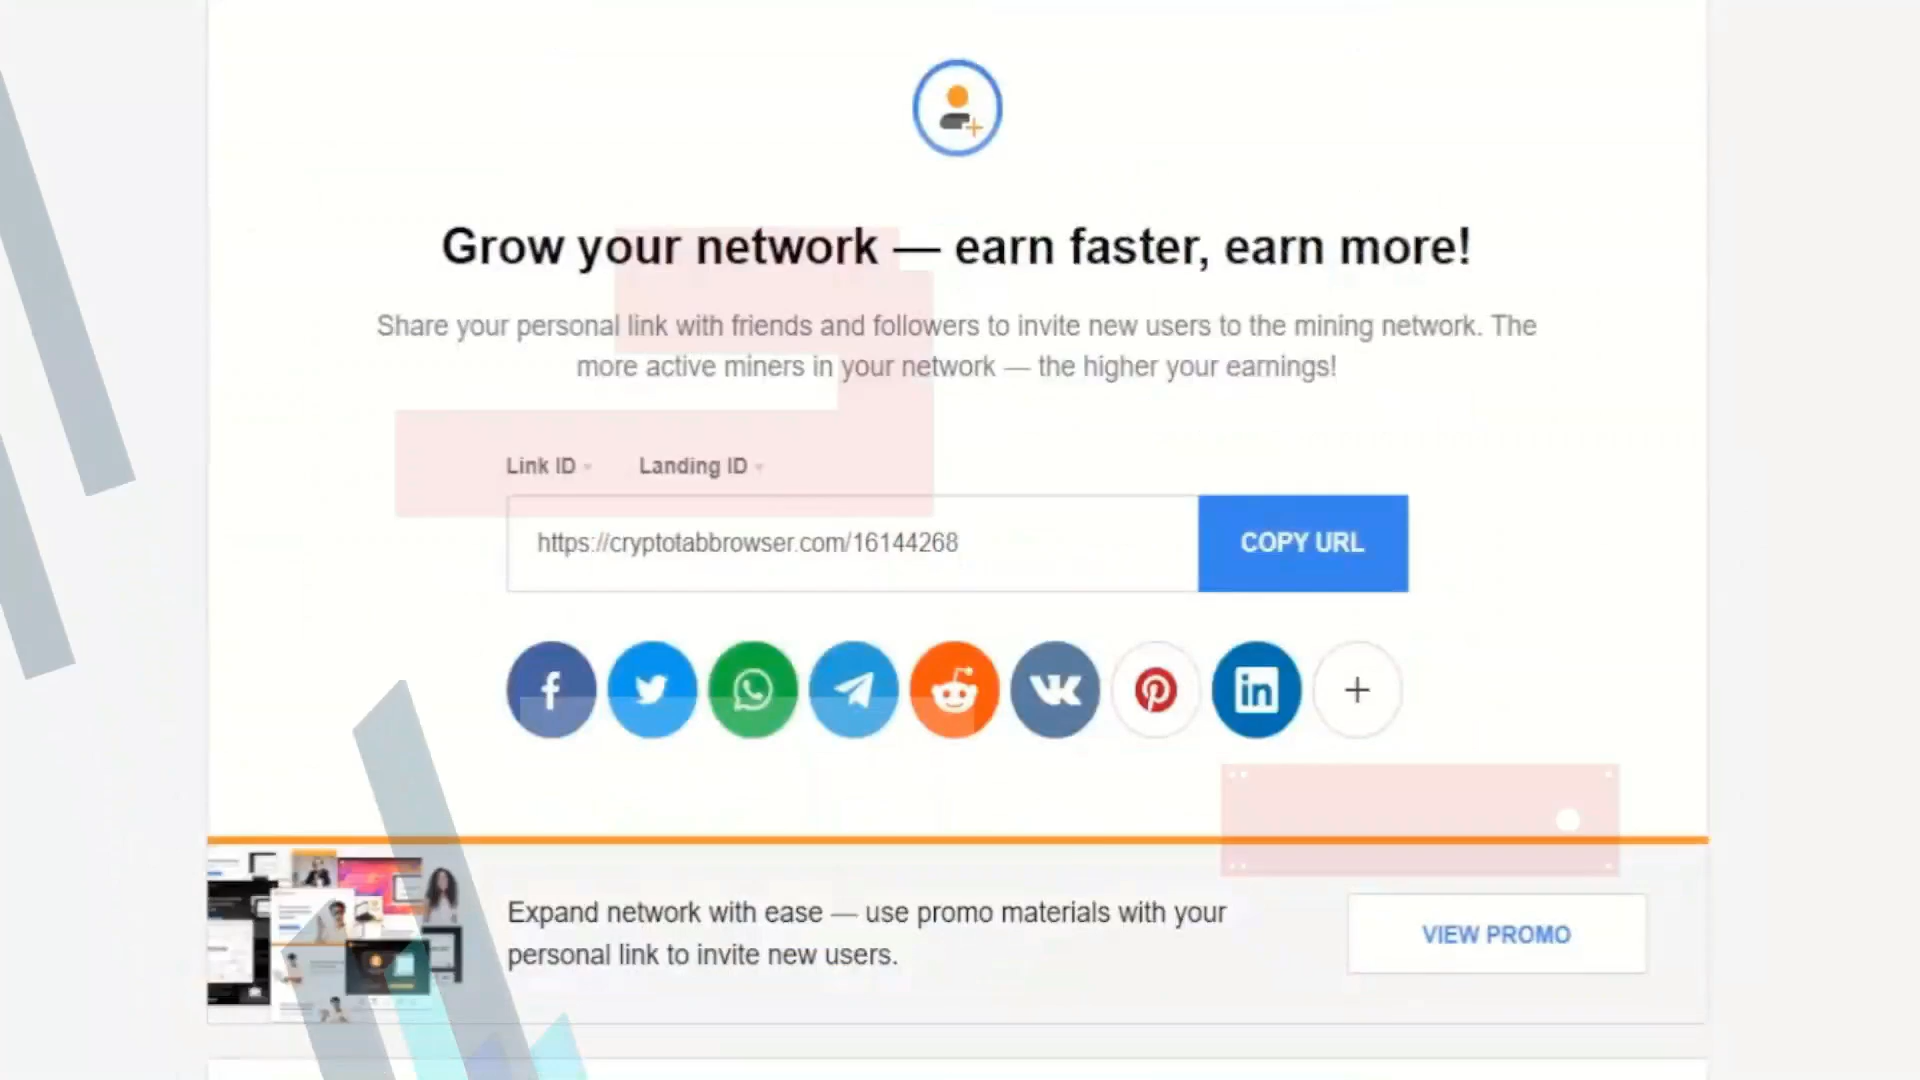 Grow your network — earn faster, earn more!
Share your personal link with friends and followers to invite new users to the mining network. The
more active miners in your network — the higher your earnings!
Link ID
Landing ID
https://cryptotabbrowser.com/16144268
COPY URL
Expand network with ease — use promo materials with your
personal link to invite new users.
VIEW PROMO